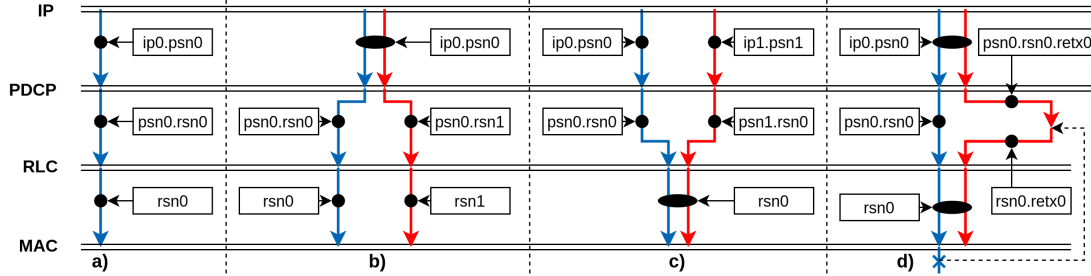 IP
ip0.psn0
ip0.psn0
ip0.psn0
ip1.psn1
ip0.psn0
psn0.rsn0.retx0
PDCP
psn0.rsn0
psn0.rsn0
psn0.rsn1
psn0.rsn0
psn1.rsn0
psn0.rsn0
RLC
rsn0
rsn0
rsn1
rsn0
rsn0
rsn0.retx0
MAC
a)
b)
c)
d)